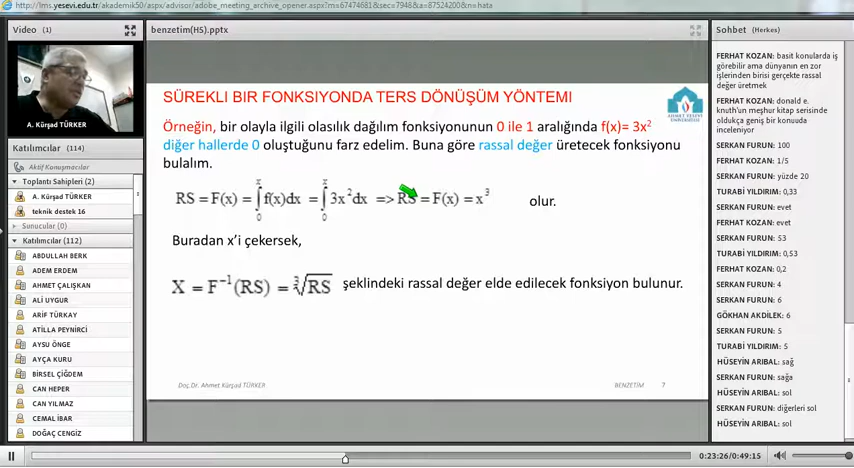 http://lms.yesevi.edu.tr/akademik50/aspx/advisor/adobe_meeting_archive_opener.aspx?m=67474681&sec=7948&a=87524200&n=hata
Video (1)
A. Kürşad TÜRKER
Katılımcılar (114)
Aktif Konuşmacılar
Toplantı Sahipleri (2)
A. Kürşad TÜRKER
teknik destek 16
Sunucular (0)
Katılımcılar (112)
ABDULLAH BERK
ADEM ERDEM
AHMET ÇALIŞKAN
ALİ UYGUR
ARİF TÜRKAY
ATİLLA PEYNİRCİ
AYSU ÖNGE
AYÇA KURU
BİRSEL ÇİĞDEM
CAN HEPER
CAN YILMAZ
CEMAL İBAR
DOĞAÇ CENGİZ
benzetim(H5).pptx
SÜREKLI BIR FONKSIYONDA TERS DÖNÜŞÜM YÖNTEMI
Örneğin, bir olayla ilgili olasılık dağılım fonksiyonunun 0 ile 1 aralığında f(x)= 3x²
diğer hallerde 0 oluştuğunu farz edelim. Buna göre rassal değer üretecek fonksiyonu
bulalım.
RS = F(x) = ∫₀ˣ f(x)dx = ∫₀ˣ 3x²dx => RS = F(x) = x³ olur.
Buradan x'i çekersek,
X = F⁻¹(RS) = ∛RS şeklindeki rassal değer elde edilecek fonksiyon bulunur.
Doç.Dr. Ahmet Kürşad TÜRKER
BENZETİM 7
Sohbet (Herkes)
FERHAT KOZAN: basit konularda iş
görebilir ama dünyanın en zor
işlerinden birisi gerçekte rassal
değer üretmek
FERHAT KOZAN: donald e.
knuth'un meşhur kitap serisinde
oldukça geniş bir konuda
inceleniyor
SERKAN FURUN: 100
FERHAT KOZAN: 1/5
SERKAN FURUN: yüzde 20
TURABİ YILDIRIM: 0,33
SERKAN FURUN: evet
FERHAT KOZAN: evet
SERKAN FURUN: 53
TURABİ YILDIRIM: 0,53
FERHAT KOZAN: 0,2
SERKAN FURUN: 4
SERKAN FURUN: 6
GÖKHAN AKDİLEK: 6
SERKAN FURUN: 5
TURABİ YILDIRIM: 5
HÜSEYİN ARIBAL: sağ
SERKAN FURUN: sağa
HÜSEYİN ARIBAL: sol
SERKAN FURUN: diğerleri sol
HÜSEYİN ARIBAL: sol
0:23:26/0:49:15